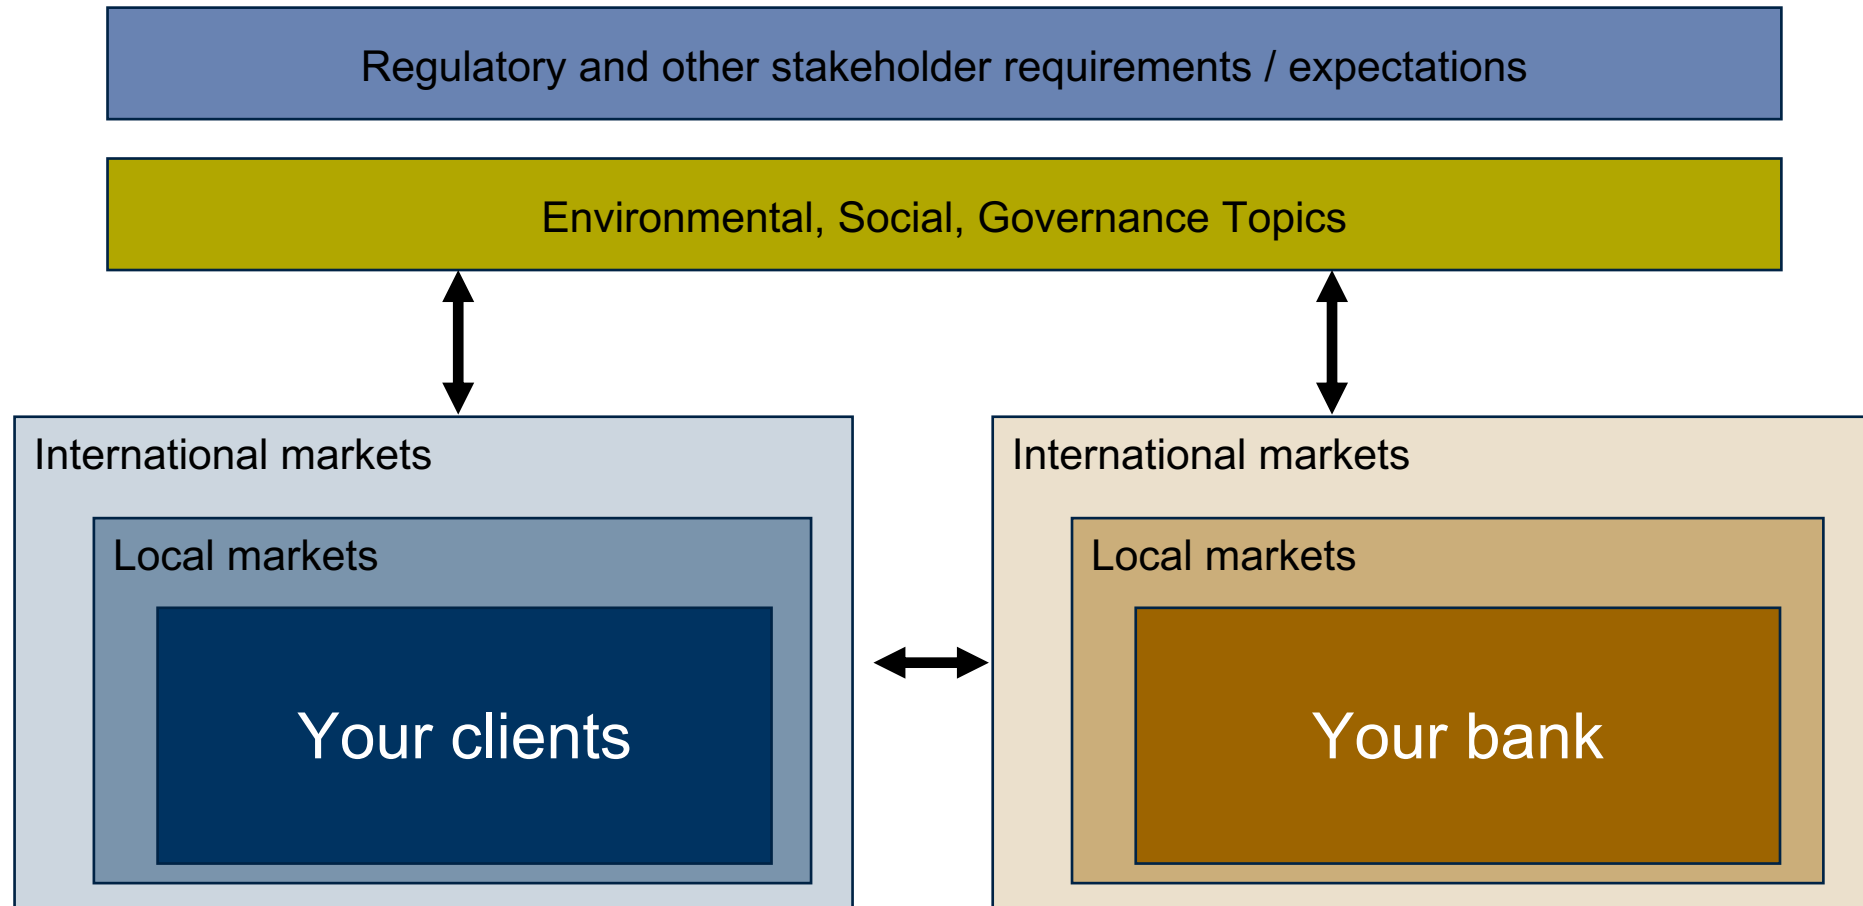 Regulatory and other stakeholder requirements / expectations
Environmental, Social, Governance Topics
International markets
Local markets
Your clients
International markets
Local markets
Your bank